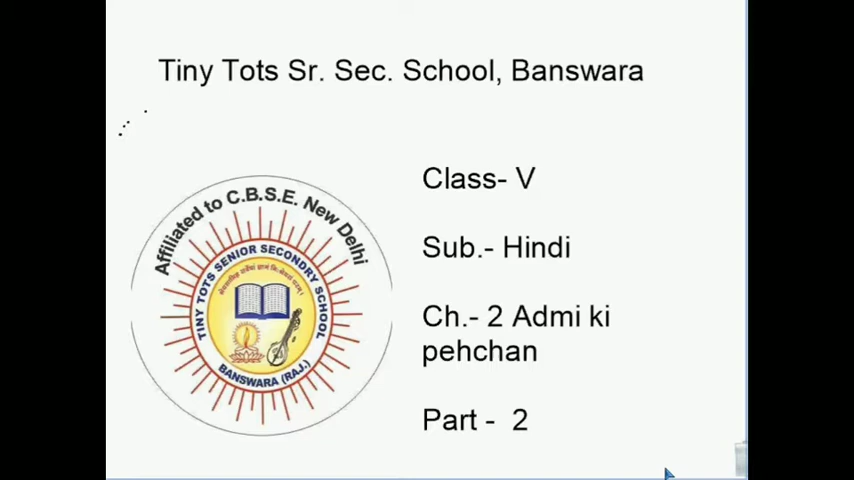 Tiny Tots Sr. Sec. School, Banswara
Class- V
Sub.- Hindi
Ch.- 2 Admi ki
pehchan
Part - 2
Affiliated to C.B.S.E. New Delhi
TINY TOTS SENIOR SECONDRY SCHOOL
BANSWARA (RAJ.)